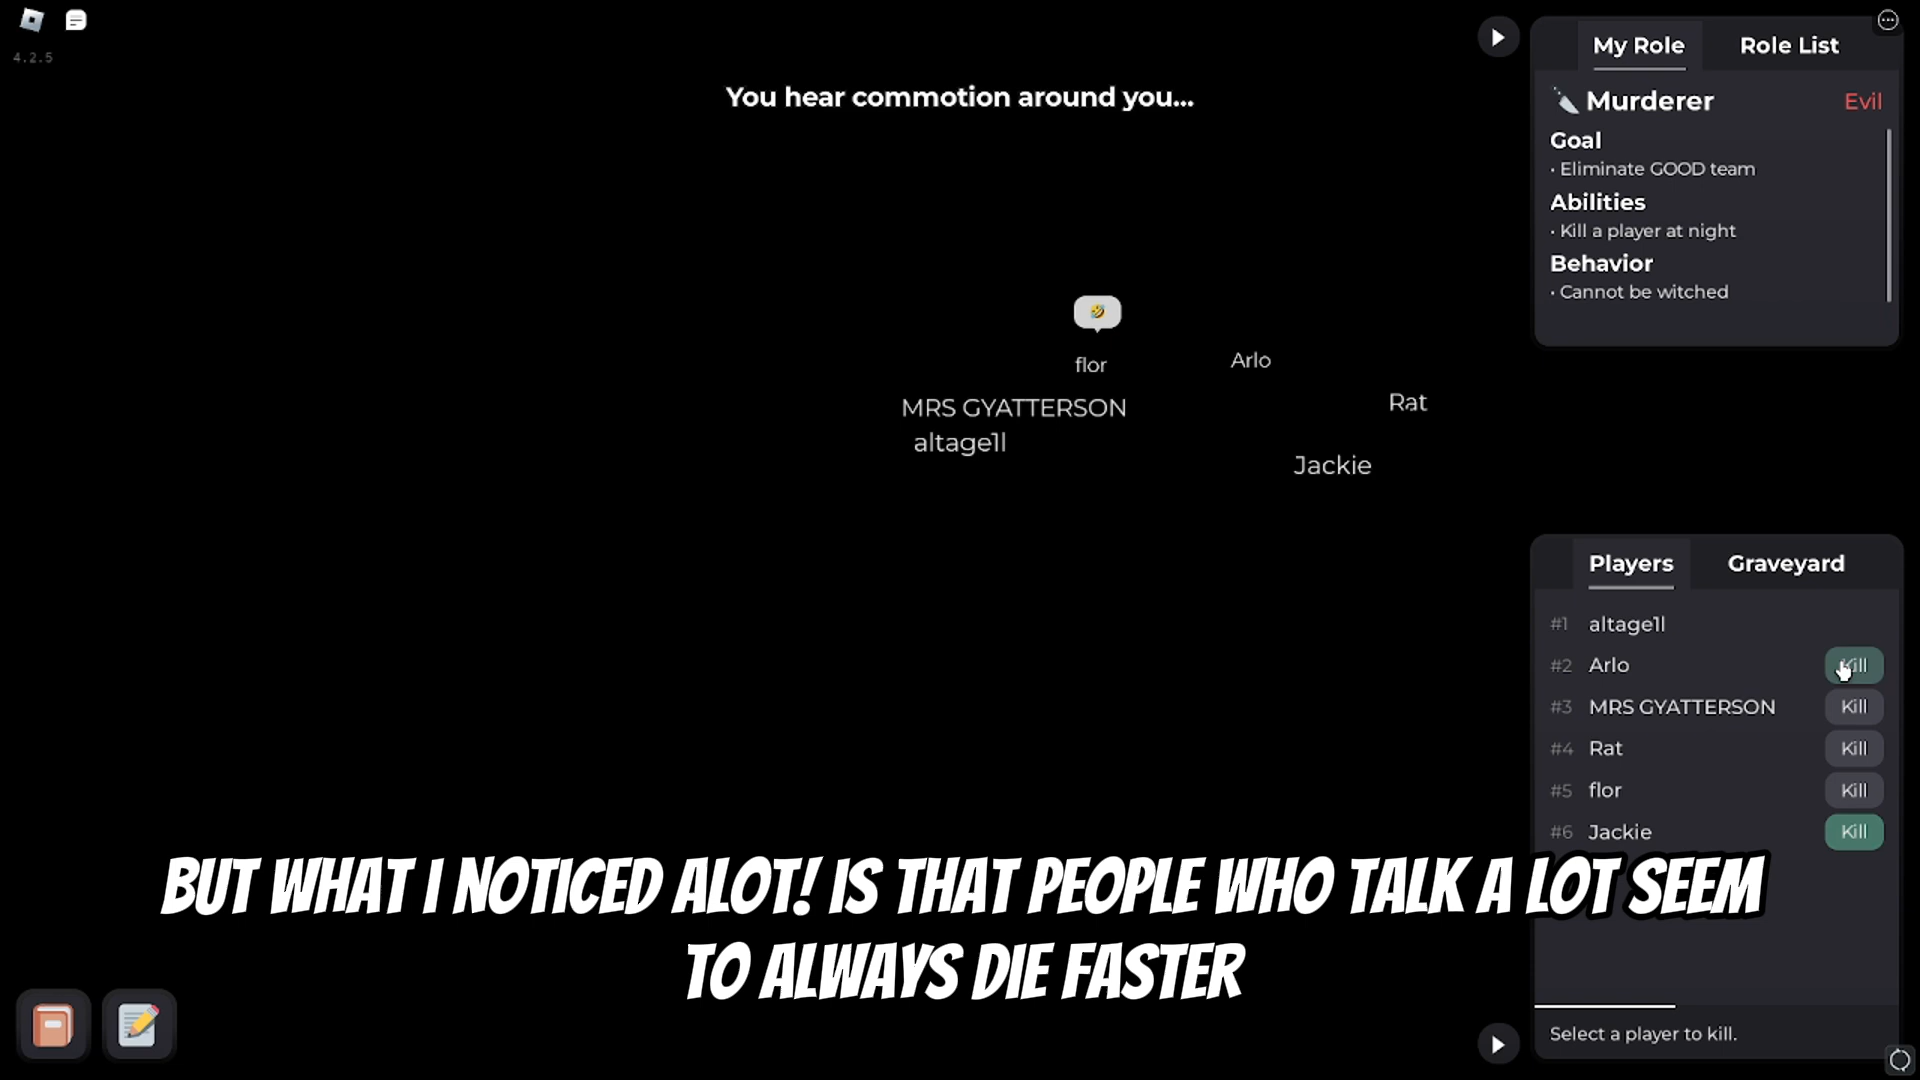 4.2.5
You hear commotion around you...
My Role
Role List
Murderer
Evil
Goal
· Eliminate GOOD team
Abilities
· Kill a player at night
Behavior
· Cannot be witched
flor
Arlo
MRS GYATTERSON
Rat
altage1l
Jackie
Players
Graveyard
#1 altage1l
#2 Arlo Kill
#3 MRS GYATTERSON Kill
#4 Rat Kill
#5 flor Kill
#6 Jackie Kill
BUT WHAT I NOTICED ALOT! IS THAT PEOPLE WHO TALK A LOT SEEM
TO ALWAYS DIE FASTER
Select a player to kill.